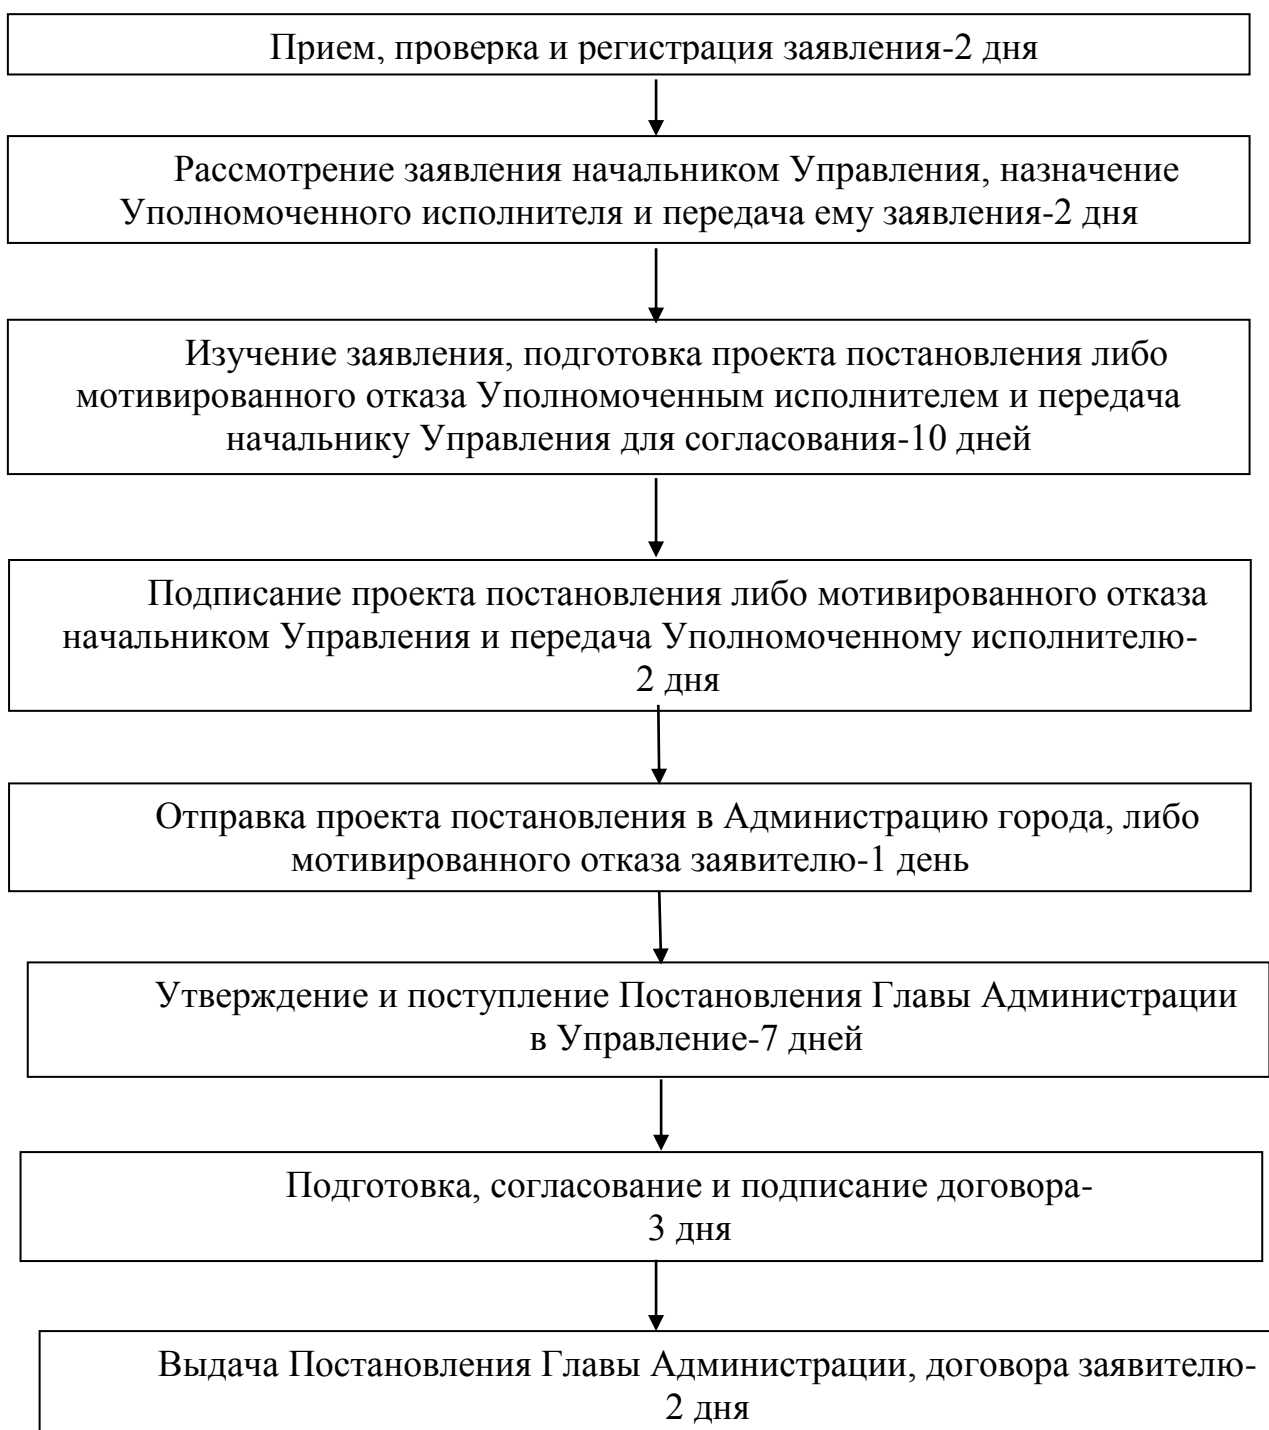 Прием, проверка и регистрация заявления-2 дня
Рассмотрение заявления начальником Управления, назначение
Уполномоченного исполнителя и передача ему заявления-2 дня
Изучение заявления, подготовка проекта постановления либо
мотивированного отказа Уполномоченным исполнителем и передача
начальнику Управления для согласования-10 дней
Подписание проекта постановления либо мотивированного отказа
начальником Управления и передача Уполномоченному исполнителю-
2 дня
Отправка проекта постановления в Администрацию города, либо
мотивированного отказа заявителю-1 день
Утверждение и поступление Постановления Главы Администрации
в Управление-7 дней
Подготовка, согласование и подписание договора-
3 дня
Выдача Постановления Главы Администрации, договора заявителю-
2 дня